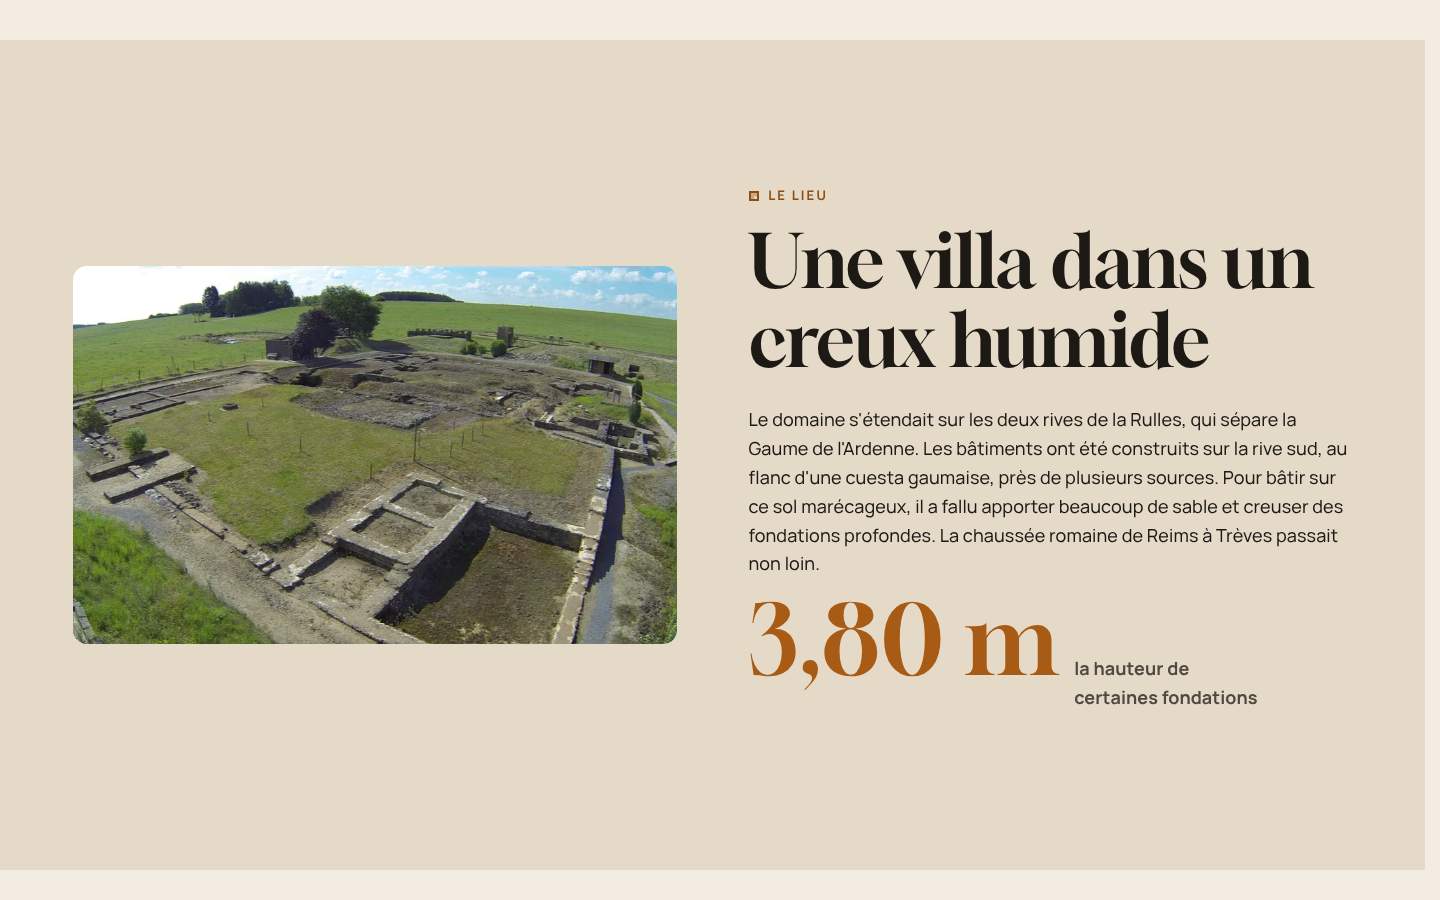 LE LIEU
Une villa dans un
creux humide
Le domaine s'étendait sur les deux rives de la Rulles, qui sépare la
Gaume de l'Ardenne. Les bâtiments ont été construits sur la rive sud, au
flanc d'une cuesta gaumaise, près de plusieurs sources. Pour bâtir sur
ce sol marécageux, il a fallu apporter beaucoup de sable et creuser des
fondations profondes. La chaussée romaine de Reims à Trèves passait
non loin.
3,80 m
la hauteur de
certaines fondations